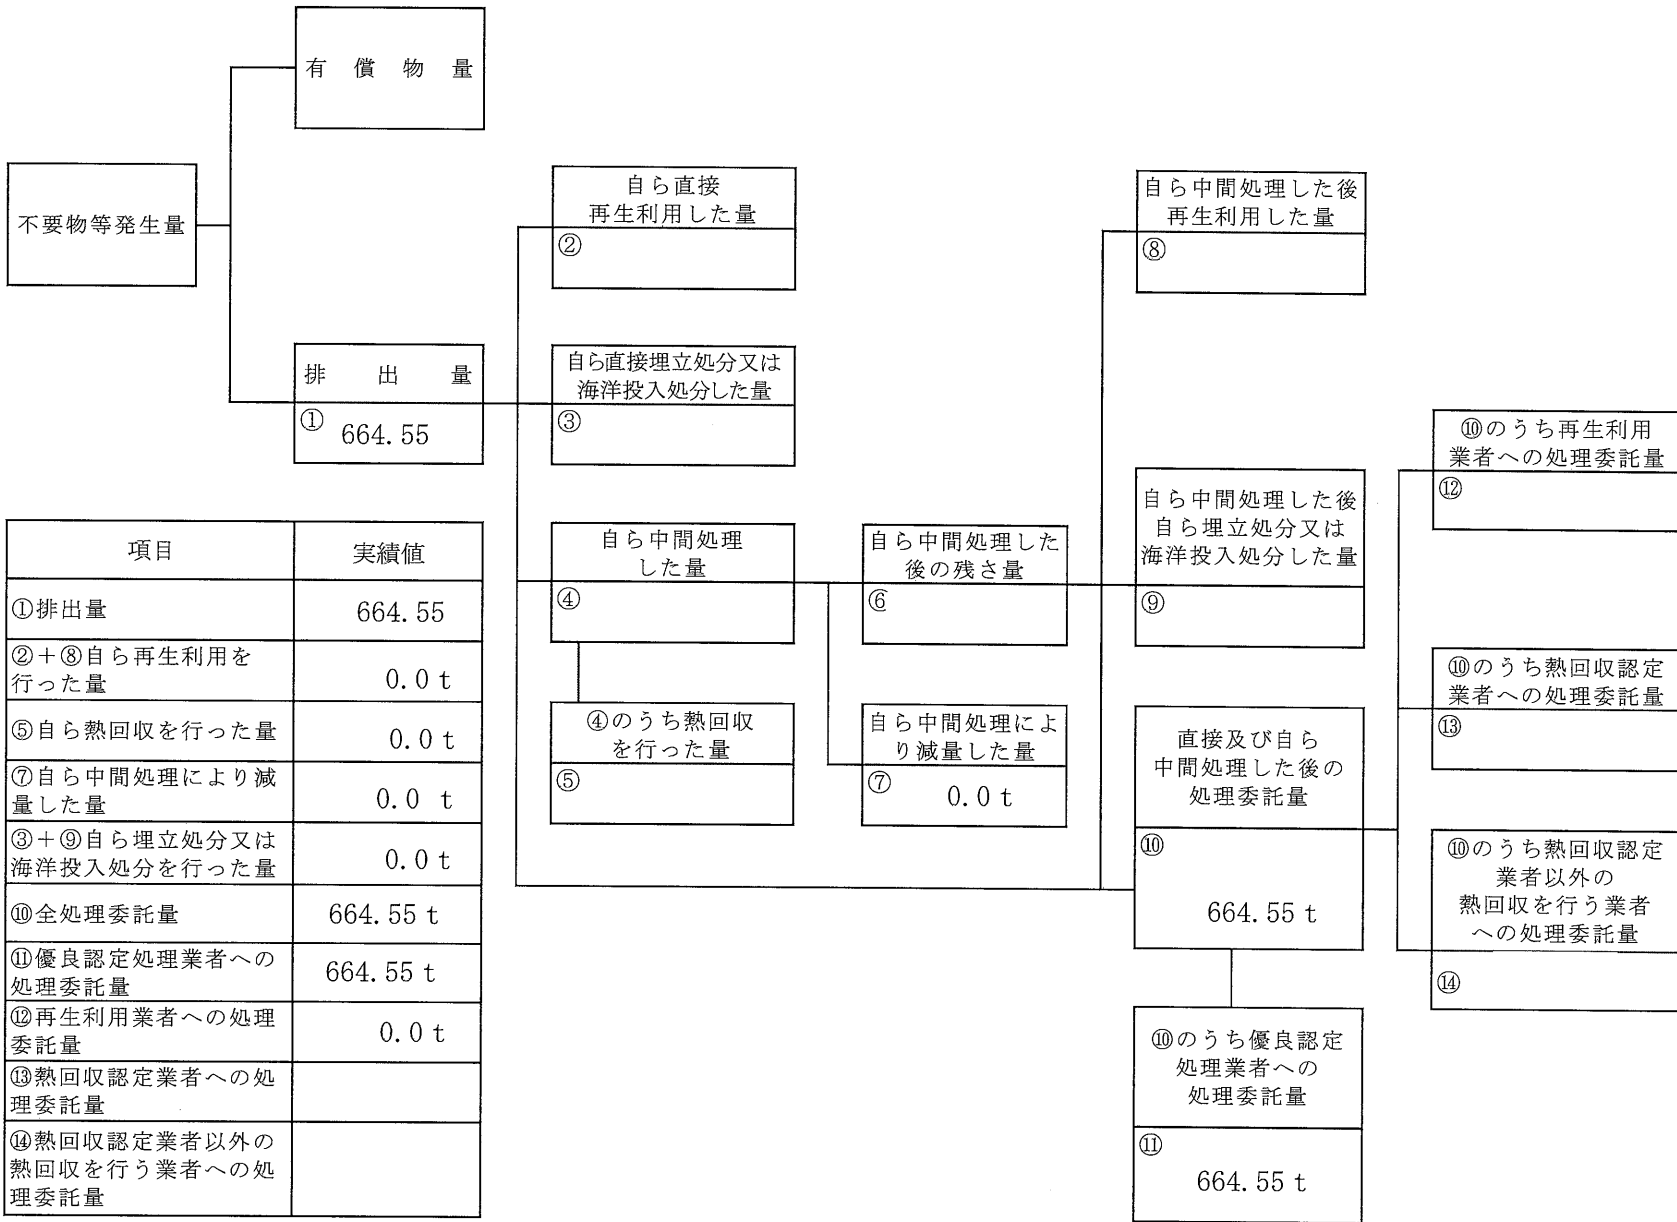 有償物量
不要物等発生量
排出量
①
664.55
自ら直接
再生利用した量
②
自ら直接埋立処分又は
海洋投入処分した量
③
自ら中間処理
した量
④
④のうち熱回収
を行った量
⑤
自ら中間処理した
後の残さ量
⑥
自ら中間処理によ
り減量した量
⑦
0.0 t
自ら中間処理した後
再生利用した量
⑧
自ら中間処理した後
自ら埋立処分又は
海洋投入処分した量
⑨
直接及び自ら
中間処理した後の
処理委託量
⑩
664.55 t
⑩のうち優良認定
処理業者への
処理委託量
⑪
664.55 t
⑩のうち再生利用
業者への処理委託量
⑫
⑩のうち熱回収認定
業者への処理委託量
⑬
⑩のうち熱回収認定
業者以外の
熱回収を行う業者
への処理委託量
⑭
項目 実績値
①排出量 664.55
②+⑧自ら再生利用を
行った量 0.0 t
⑤自ら熱回収を行った量 0.0 t
⑦自ら中間処理により減
量した量 0.0 t
③+⑨自ら埋立処分又は
海洋投入処分を行った量 0.0 t
⑩全処理委託量 664.55 t
⑪優良認定処理業者への
処理委託量 664.55 t
⑫再生利用業者への処理
委託量 0.0 t
⑬熱回収認定業者への処
理委託量
⑭熱回収認定業者以外の
熱回収を行う業者への処
理委託量